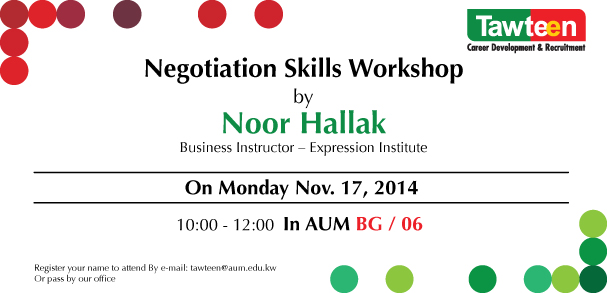 Tawteen
Career Development & Recruitment
Negotiation Skills Workshop
by
Noor Hallak
Business Instructor – Expression Institute
On Monday Nov. 17, 2014
10:00 - 12:00 In AUM BG / 06
Register your name to attend By e-mail: tawteen@aum.edu.kw
Or pass by our office